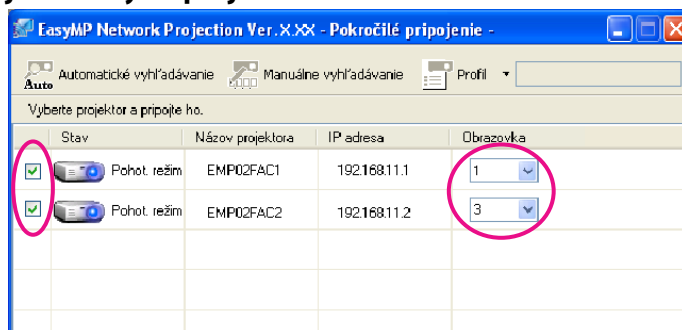 EasyMP Network Projection Ver.X.XX - Pokročilé pripojenie -
Auto Automatické vyhľadávanie Manuálne vyhľadávanie Profil
Vyberte projektor a pripojte ho.
Stav Názov projektora IP adresa Obrazovka
Pohot. režim EMP02FAC1 192.168.11.1 1
Pohot. režim EMP02FAC2 192.168.11.2 3